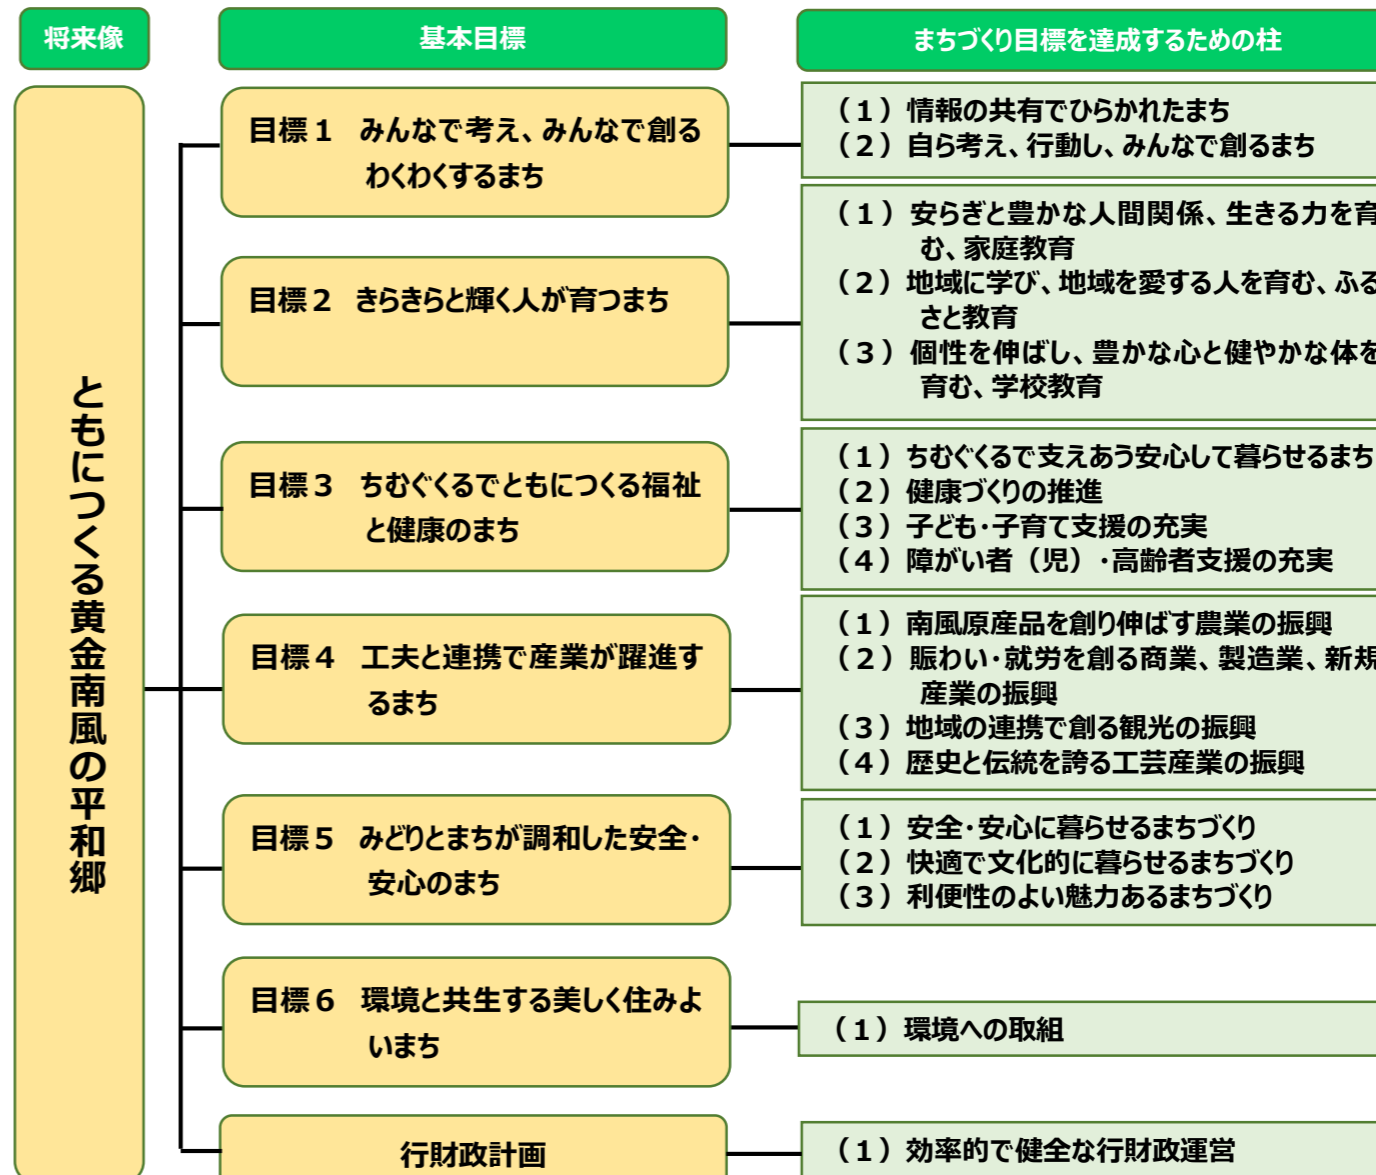 将来像
基本目標
まちづくり目標を達成するための柱
ともにつくる黄金南風の平和郷
目標1 みんなで考え、みんなで創る
わくわくするまち
(1)情報の共有でひらかれたまち
(2)自ら考え、行動し、みんなで創るまち
目標2 きらきらと輝く人が育つまち
(1)安らぎと豊かな人間関係、生きる力を育
む、家庭教育
(2)地域に学び、地域を愛する人を育む、ふる
さと教育
(3)個性を伸ばし、豊かな心と健やかな体を
育む、学校教育
目標3 ちむぐくるでともにつくる福祉
と健康のまち
(1)ちむぐくるで支えあう安心して暮らせるまち
(2)健康づくりの推進
(3)子ども・子育て支援の充実
(4)障がい者(児)・高齢者支援の充実
目標4 工夫と連携で産業が躍進す
るまち
(1)南風原産品を創り伸ばす農業の振興
(2)賑わい・就労を創る商業、製造業、新規
産業の振興
(3)地域の連携で創る観光の振興
(4)歴史と伝統を誇る工芸産業の振興
目標5 みどりとまちが調和した安全・
安心のまち
(1)安全・安心に暮らせるまちづくり
(2)快適で文化的に暮らせるまちづくり
(3)利便性のよい魅力あるまちづくり
目標6 環境と共生する美しく住みよ
いまち
(1)環境への取組
行財政計画
(1)効率的で健全な行財政運営